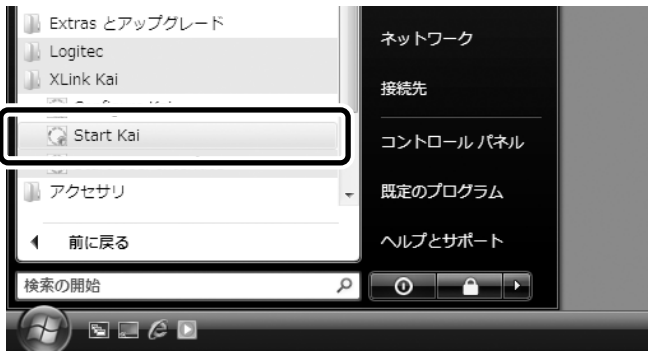 Extras とアップグレード
Logitec
XLink Kai
Start Kai
アクセサリ
前に戻る
検索の開始
ネットワーク
接続先
コントロール パネル
既定のプログラム
ヘルプとサポート